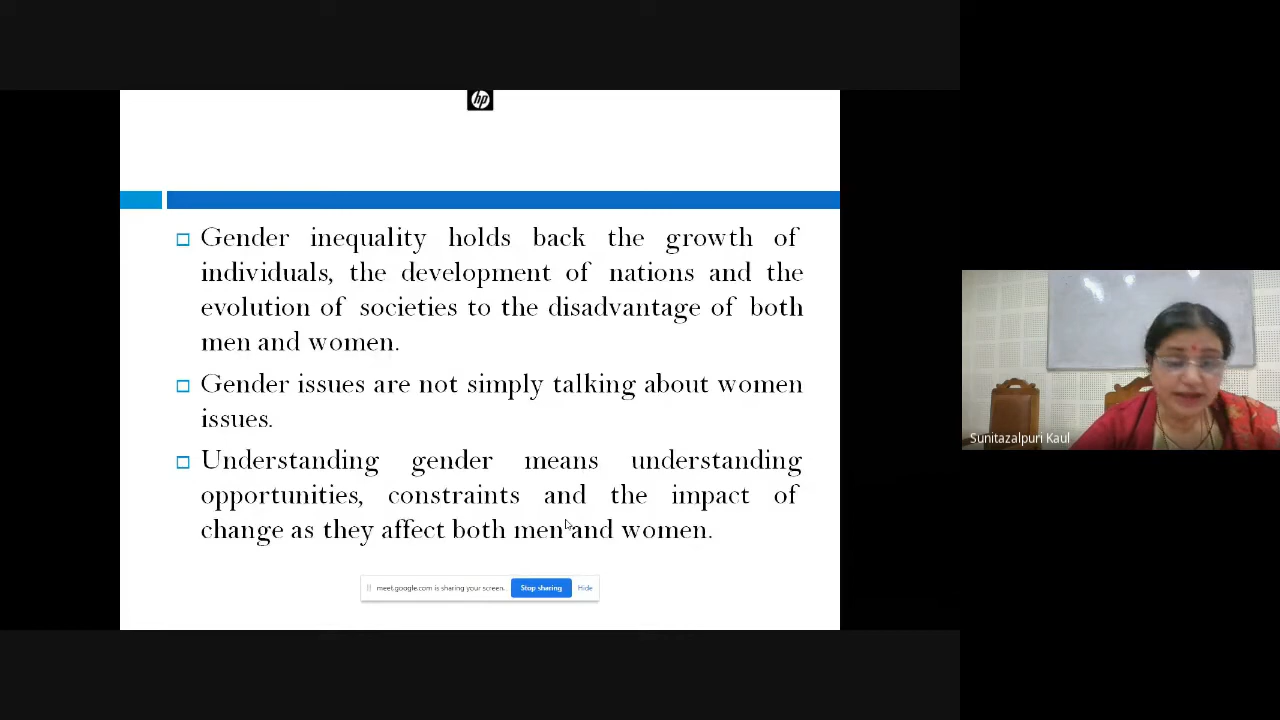 hp
Gender inequality holds back the growth of
individuals, the development of nations and the
evolution of societies to the disadvantage of both
men and women.
Gender issues are not simply talking about women
issues.
Understanding gender means understanding
opportunities, constraints and the impact of
change as they affect both men and women.
meet.google.com is sharing your screen. Stop sharing Hide
Sunitazalpuri Kaul